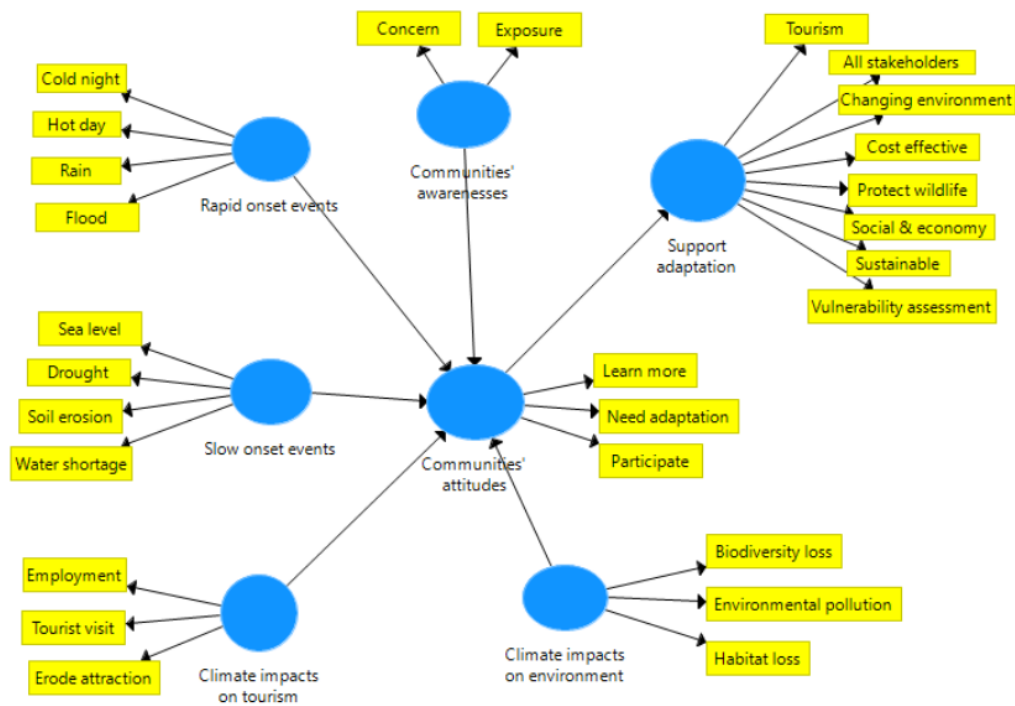 Concern
Exposure
Tourism
All stakeholders
Changing environment
Cost effective
Protect wildlife
Social & economy
Sustainable
Vulnerability assessment
Support
adaptation
Communities'
awarenesses
Cold night
Hot day
Rain
Flood
Rapid onset events
Sea level
Drought
Soil erosion
Water shortage
Slow onset events
Learn more
Need adaptation
Participate
Communities'
attitudes
Employment
Tourist visit
Erode attraction
Climate impacts
on tourism
Biodiversity loss
Environmental pollution
Habitat loss
Climate impacts
on environment